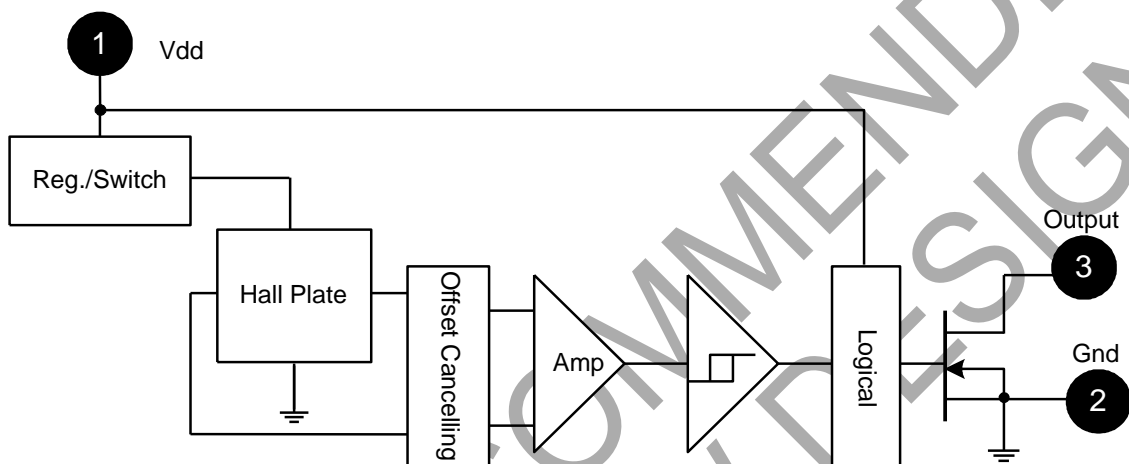 1
Vdd
Reg./Switch
Output
3
Hall Plate
Offset Cancelling
Amp
Logical
Gnd
2